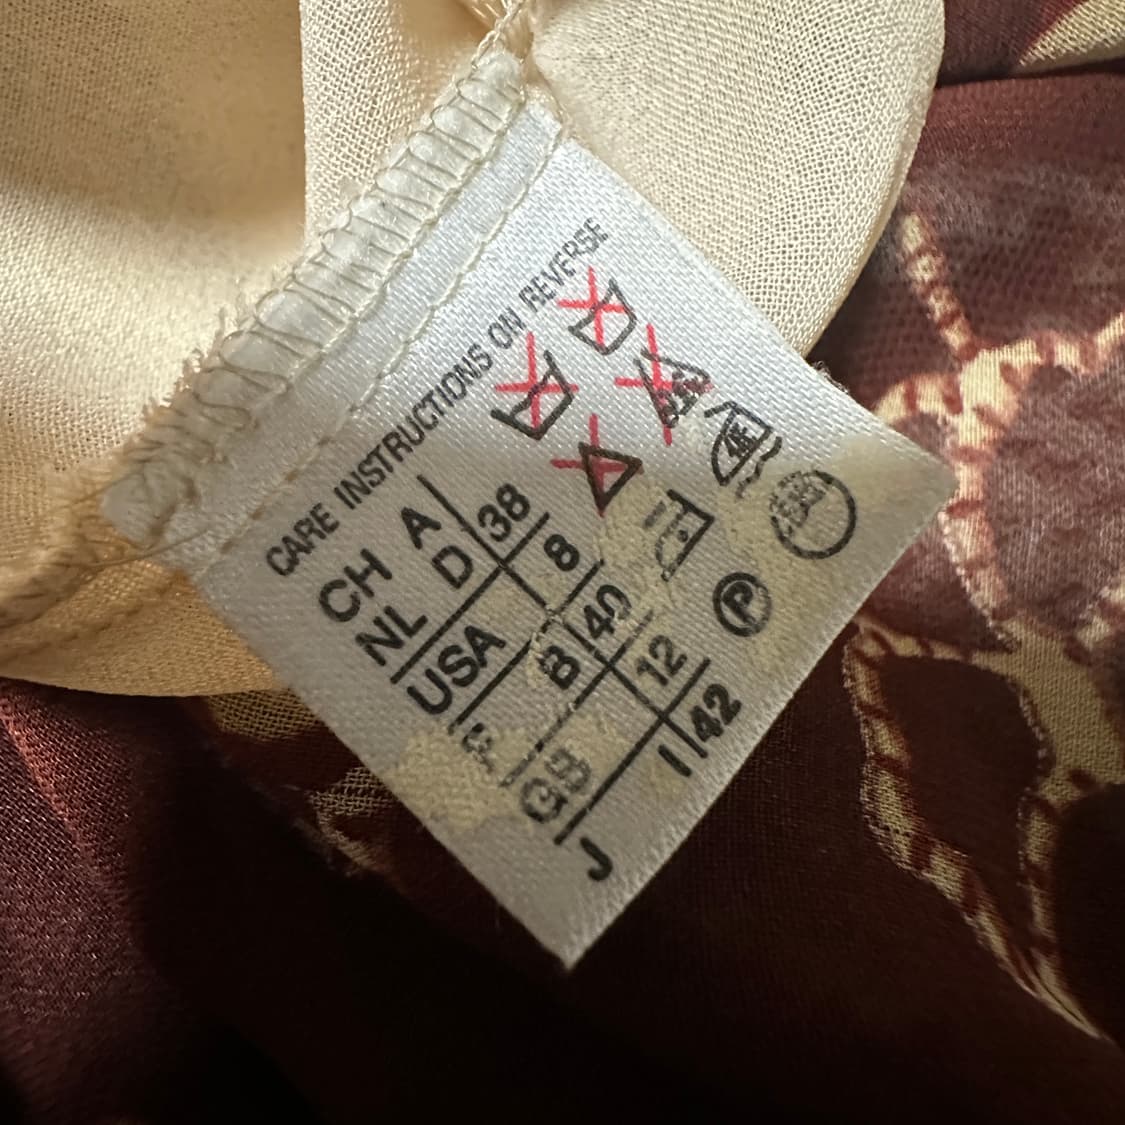 CARE INSTRUCTIONS ON REVERSE
CH A
NL D 38
USA 8
F B 40
GB 12
J I 42
P